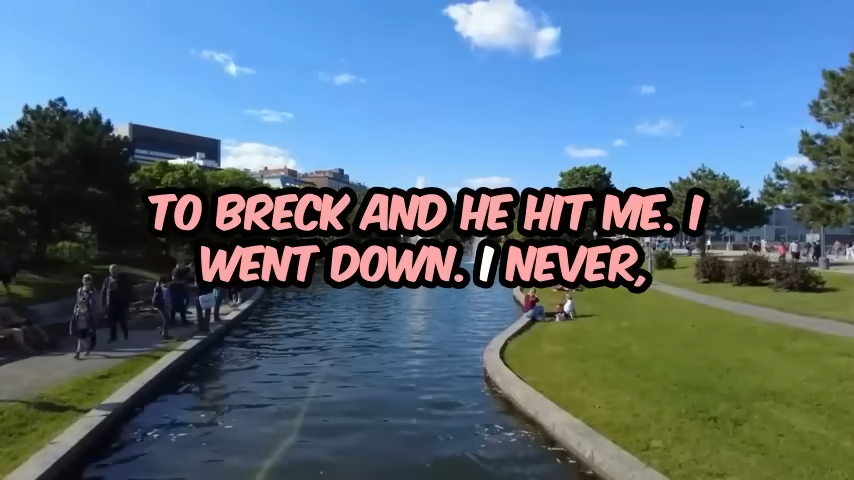 TO BRECK AND HE HIT ME. I
WENT DOWN. I NEVER,